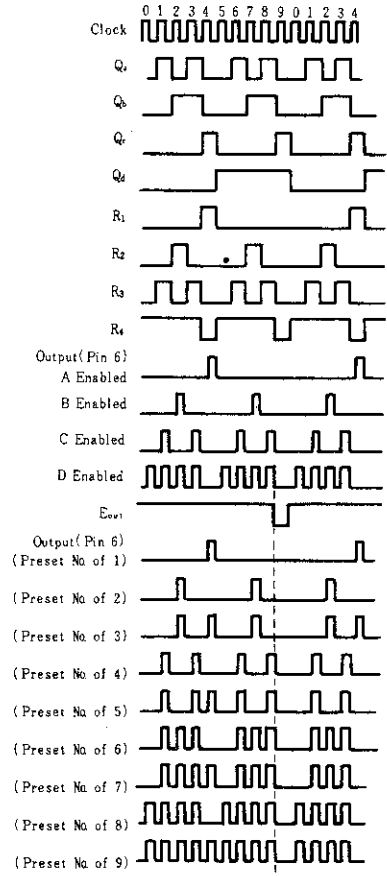 0 1 2 3 4 5 6 7 8 9 0 1 2 3 4
Clock
Qa
Qb
Qc
Qd
R1
R2
R3
R4
Output(Pin 6)
A Enabled
B Enabled
C Enabled
D Enabled
Eout
Output(Pin 6)
(Preset No. of 1)
(Preset No. of 2)
(Preset No. of 3)
(Preset No. of 4)
(Preset No. of 5)
(Preset No. of 6)
(Preset No. of 7)
(Preset No. of 8)
(Preset No. of 9)